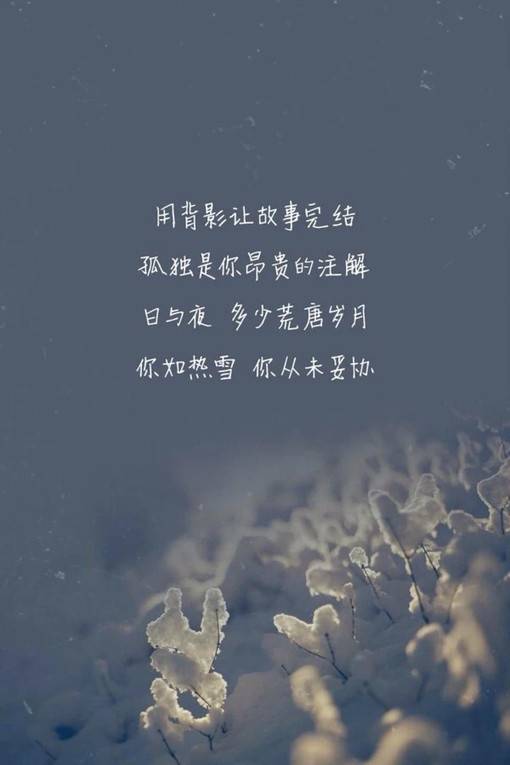 用背影让故事完结
孤独是你昂贵的注解
日与夜 多少荒唐岁月
你如热雪 你从未妥协